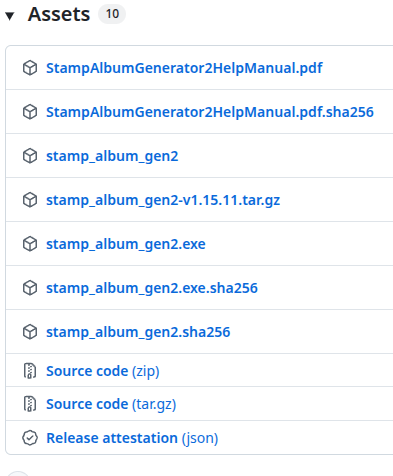 Assets 10
StampAlbumGenerator2HelpManual.pdf
StampAlbumGenerator2HelpManual.pdf.sha256
stamp_album_gen2
stamp_album_gen2-v1.15.11.tar.gz
stamp_album_gen2.exe
stamp_album_gen2.exe.sha256
stamp_album_gen2.sha256
Source code (zip)
Source code (tar.gz)
Release attestation (json)